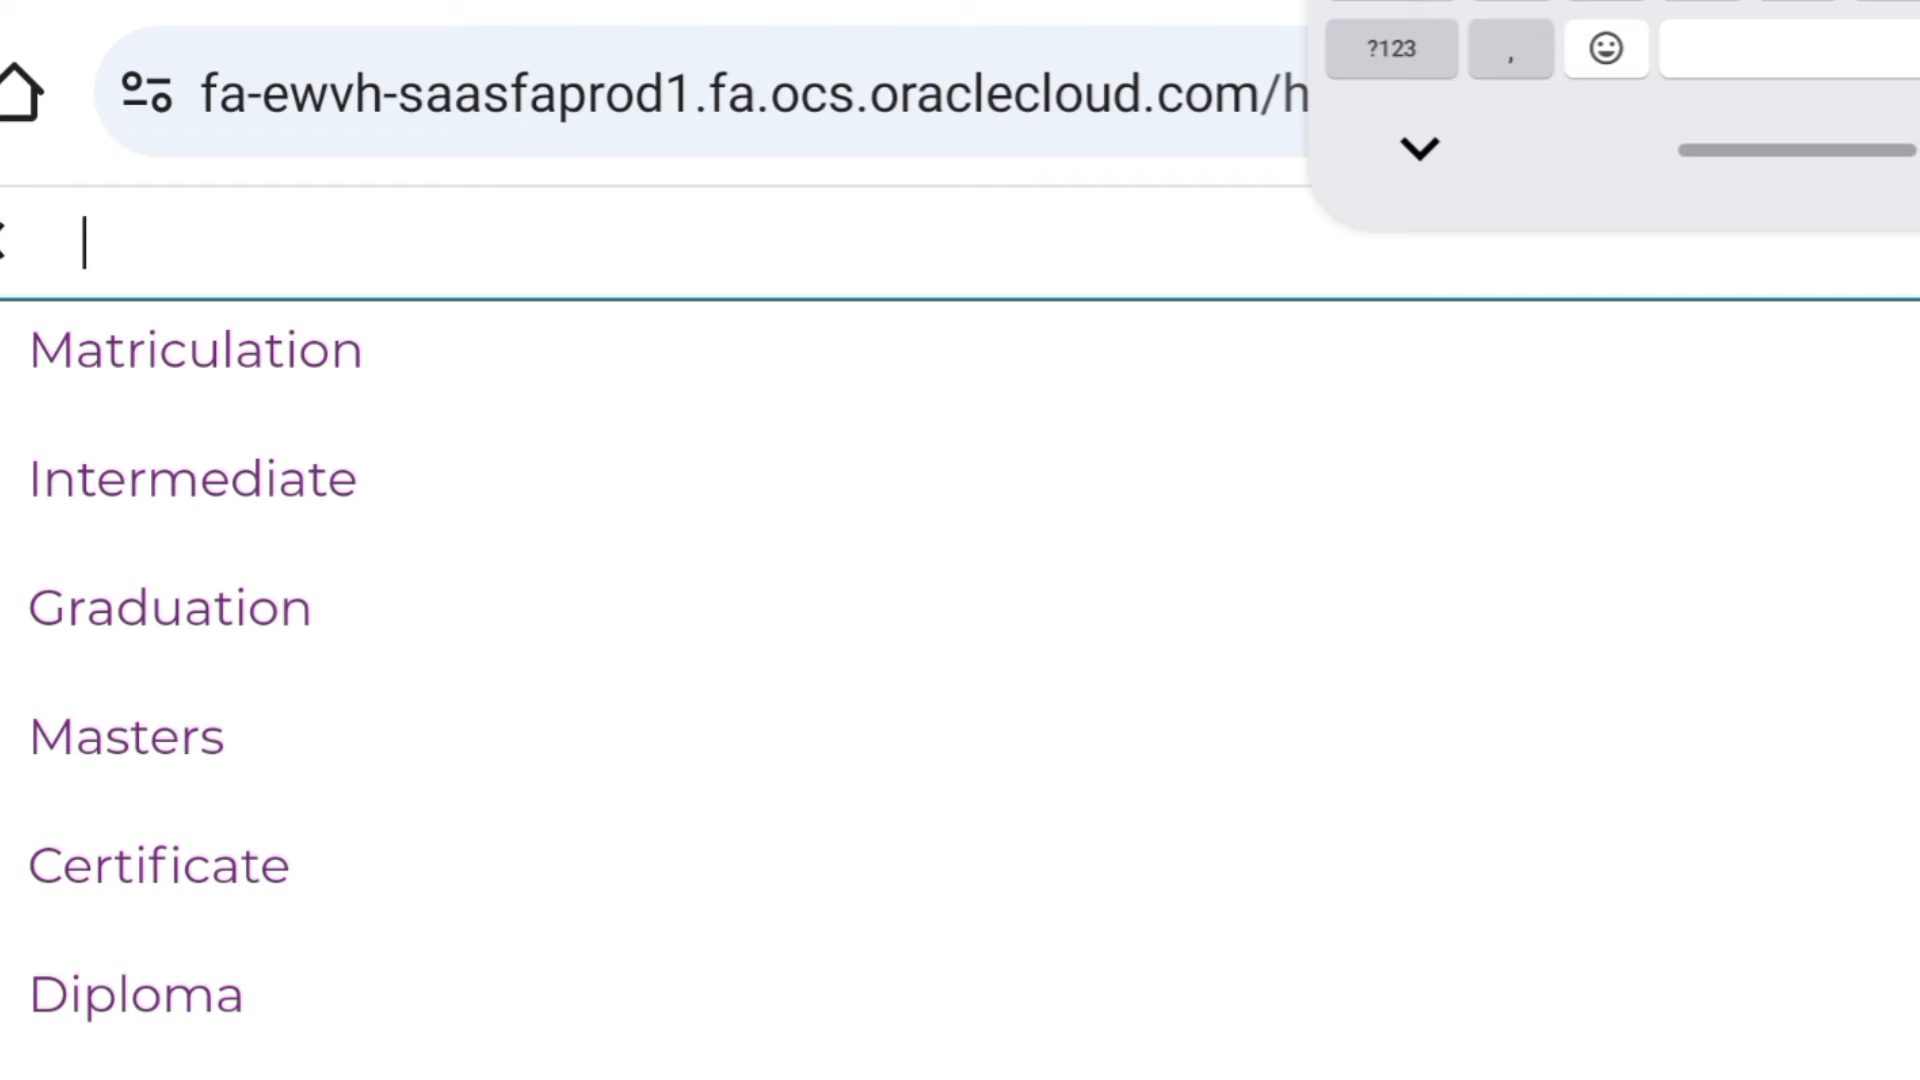 fa-ewvh-saasfaprod1.fa.ocs.oraclecloud.com/h
?123
,
Matriculation
Intermediate
Graduation
Masters
Certificate
Diploma